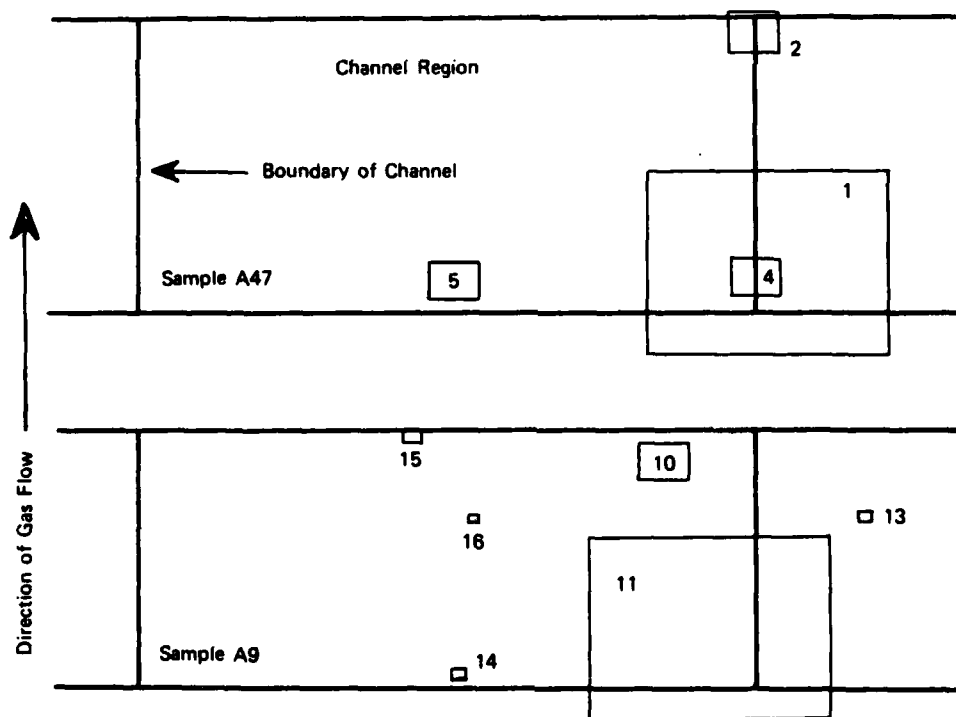 2
Channel Region
Boundary of Channel
1
Sample A47
5
4
Direction of Gas Flow
15
10
16
13
11
Sample A9
14